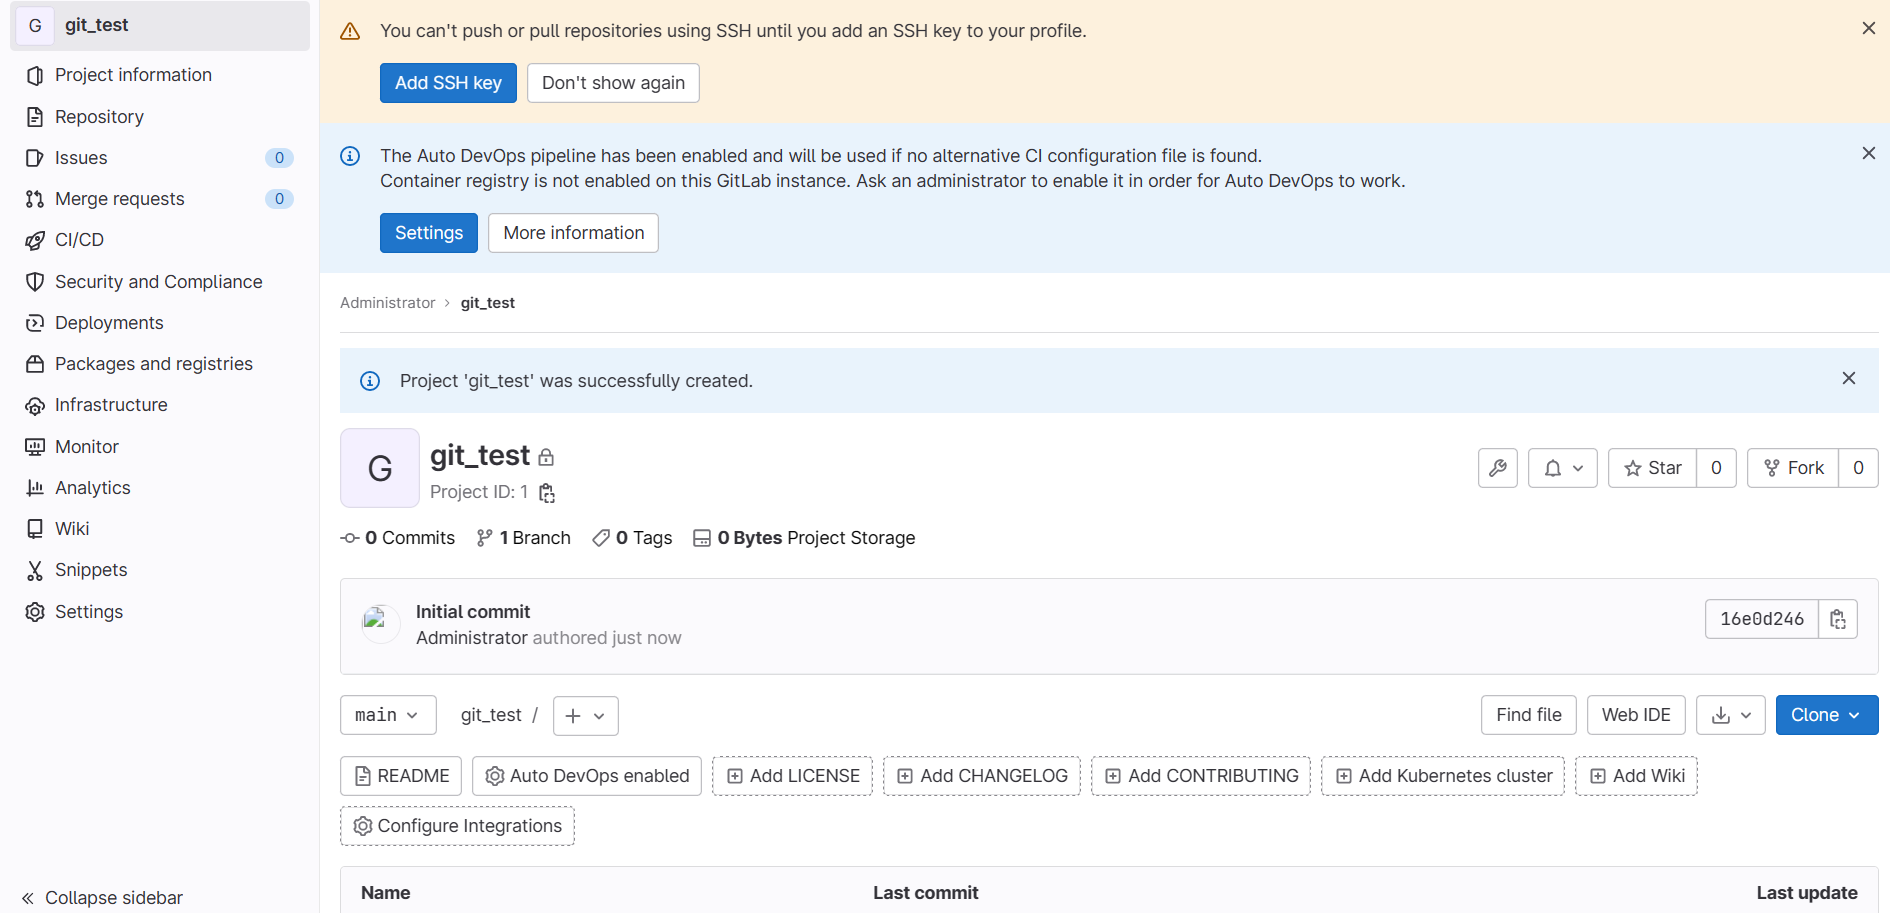 G git_test
Project information
Repository
Issues 0
Merge requests 0
CI/CD
Security and Compliance
Deployments
Packages and registries
Infrastructure
Monitor
Analytics
Wiki
Snippets
Settings
Collapse sidebar
You can't push or pull repositories using SSH until you add an SSH key to your profile.
Add SSH key Don't show again
The Auto DevOps pipeline has been enabled and will be used if no alternative CI configuration file is found.
Container registry is not enabled on this GitLab instance. Ask an administrator to enable it in order for Auto DevOps to work.
Settings More information
Administrator > git_test
Project 'git_test' was successfully created.
G git_test
Project ID: 1
Star 0 Fork 0
0 Commits 1 Branch 0 Tags 0 Bytes Project Storage
Initial commit
Administrator authored just now
16e0d246
main git_test / +
Find file Web IDE Clone
README Auto DevOps enabled Add LICENSE Add CHANGELOG Add CONTRIBUTING Add Kubernetes cluster Add Wiki
Configure Integrations
Name Last commit Last update